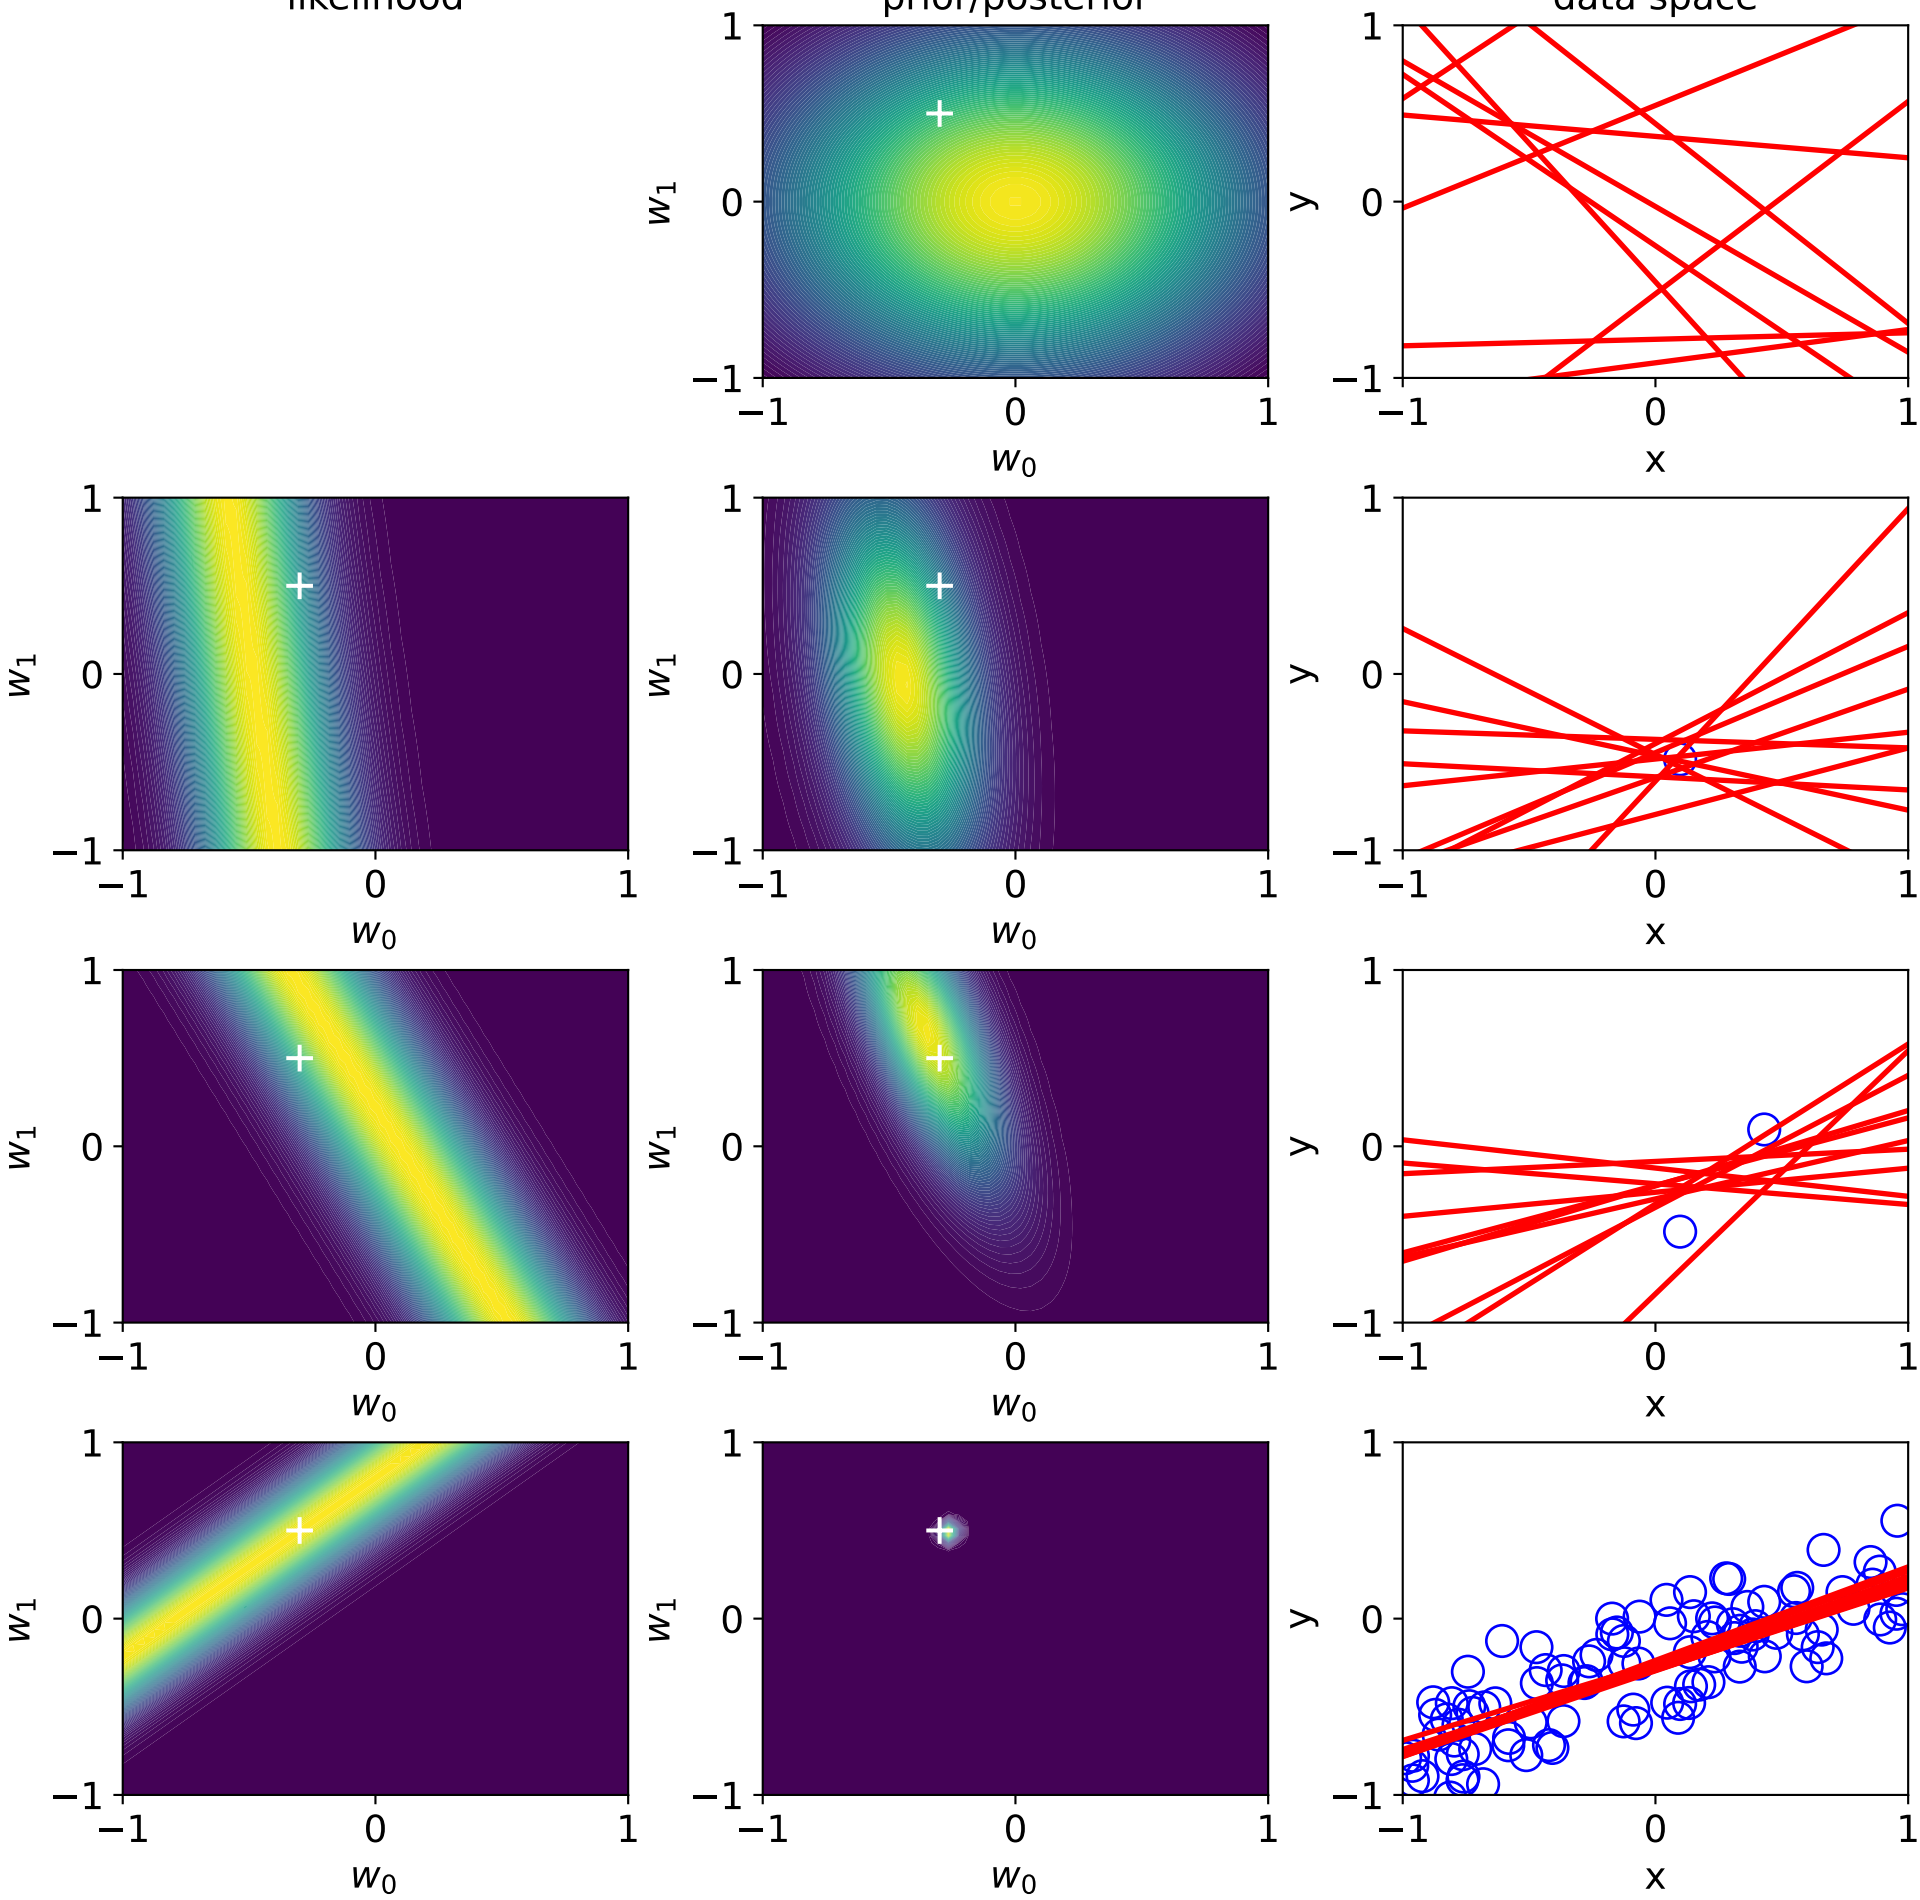 likelihood prior/posterior data space
1 1
w1 0 y 0
−1 −1
−1 0 1 −1 0 1
w0 x
1 1 1
w1 0 w1 0 y 0
−1 −1 −1
−1 0 1 −1 0 1 −1 0 1
w0 w0 x
1 1 1
w1 0 w1 0 y 0
−1 −1 −1
−1 0 1 −1 0 1 −1 0 1
w0 w0 x
1 1 1
w1 0 w1 0 y 0
−1 −1 −1
−1 0 1 −1 0 1 −1 0 1
w0 w0 x